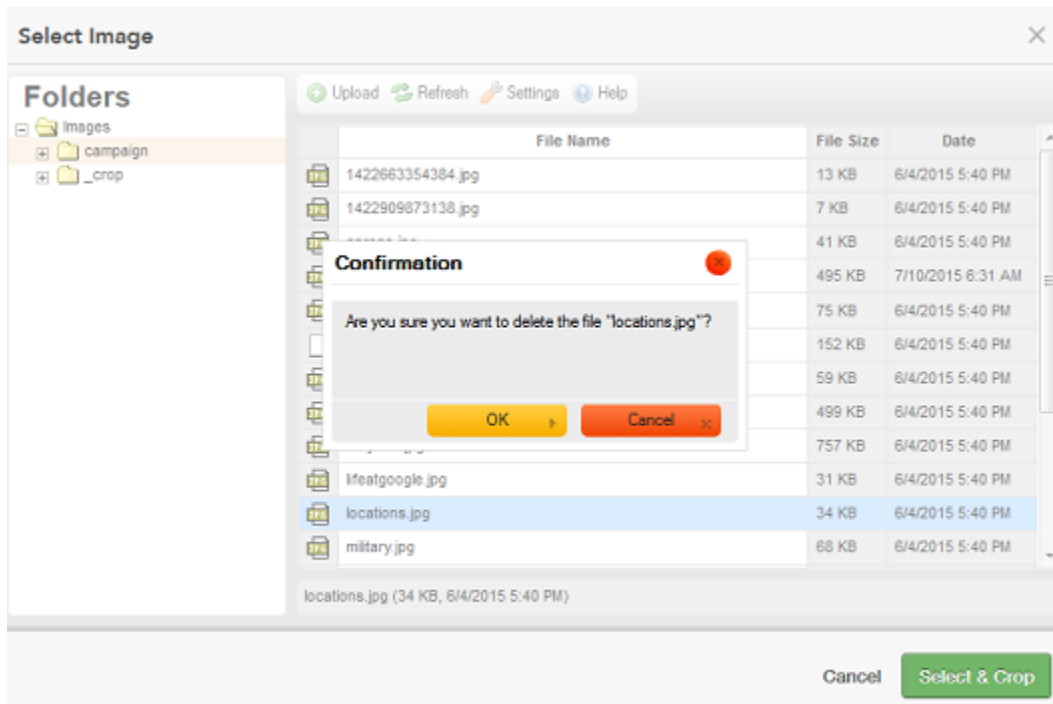 Select Image
Folders
Images
campaign
_crop
Upload Refresh Settings Help
File Name File Size Date
1422663354384.jpg 13 KB 6/4/2015 5:40 PM
1422909873138.jpg 7 KB 6/4/2015 5:40 PM
41 KB 6/4/2015 5:40 PM
495 KB 7/10/2015 6:31 AM
75 KB 6/4/2015 5:40 PM
152 KB 6/4/2015 5:40 PM
59 KB 6/4/2015 5:40 PM
499 KB 6/4/2015 5:40 PM
757 KB 6/4/2015 5:40 PM
lifeatgoogle.jpg 31 KB 6/4/2015 5:40 PM
locations.jpg 34 KB 6/4/2015 5:40 PM
military.jpg 68 KB 6/4/2015 5:40 PM
Confirmation
Are you sure you want to delete the file "locations.jpg"?
OK Cancel
locations.jpg (34 KB, 6/4/2015 5:40 PM)
Cancel Select & Crop